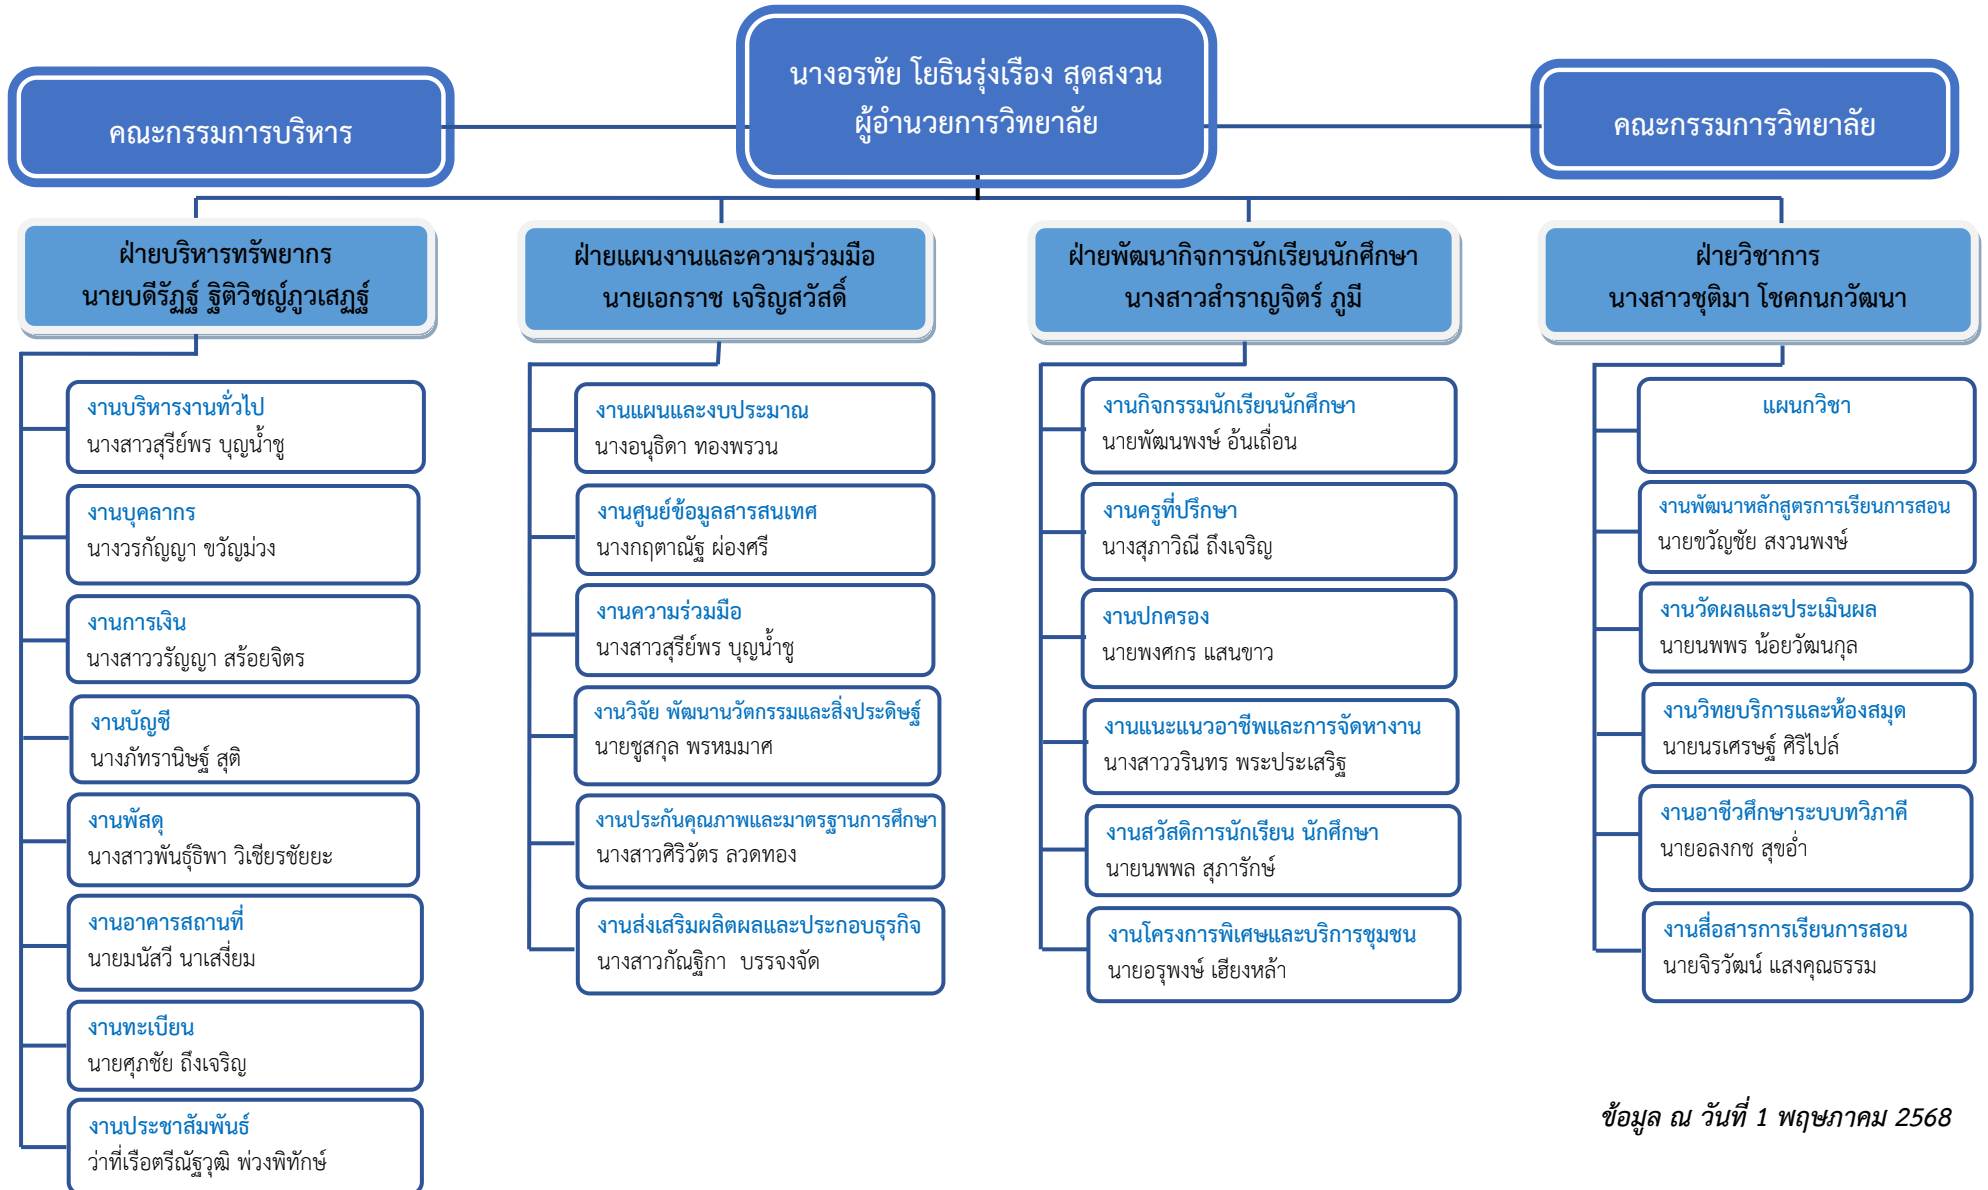 นางอรทัย โยธินรุ่งเรือง สุดสงวน
ผู้อำนวยการวิทยาลัย
คณะกรรมการบริหาร
คณะกรรมการวิทยาลัย
ฝ่ายบริหารทรัพยากร
นายบดีรัฏฐ์ ฐิติวิชญ์ภูวเสฏฐ์
งานบริหารงานทั่วไป
นางสาวสุรีย์พร บุญน้ำชู
งานบุคลากร
นางวรกัญญา ขวัญม่วง
งานการเงิน
นางสาววรัญญา สร้อยจิตร
งานบัญชี
นางภัทรานิษฐ์ สุติ
งานพัสดุ
นางสาวพันธุ์ธิพา วิเชียรชัยยะ
งานอาคารสถานที่
นายมนัสวี นาเสงี่ยม
งานทะเบียน
นายศุภชัย ถึงเจริญ
งานประชาสัมพันธ์
ว่าที่เรือตรีณัฐวุฒิ พ่วงพิทักษ์
ฝ่ายแผนงานและความร่วมมือ
นายเอกราช เจริญสวัสดิ์
งานแผนและงบประมาณ
นางอนุธิดา ทองพรวน
งานศูนย์ข้อมูลสารสนเทศ
นางกฤตาณัฐ ผ่องศรี
งานความร่วมมือ
นางสาวสุรีย์พร บุญน้ำชู
งานวิจัย พัฒนานวัตกรรมและสิ่งประดิษฐ์
นายชูสกุล พรหมมาศ
งานประกันคุณภาพและมาตรฐานการศึกษา
นางสาวศิริวัตร ลวดทอง
งานส่งเสริมผลิตผลและประกอบธุรกิจ
นางสาวกัณฐิกา บรรจงจัด
ฝ่ายพัฒนากิจการนักเรียนนักศึกษา
นางสาวสำราญจิตร์ ภูมี
งานกิจกรรมนักเรียนนักศึกษา
นายพัฒนพงษ์ อ้นเถื่อน
งานครูที่ปรึกษา
นางสุภาวิณี ถึงเจริญ
งานปกครอง
นายพงศกร แสนขาว
งานแนะแนวอาชีพและการจัดหางาน
นางสาววรินทร พระประเสริฐ
งานสวัสดิการนักเรียน นักศึกษา
นายนพพล สุภารักษ์
งานโครงการพิเศษและบริการชุมชน
นายอรุพงษ์ เฮียงหล้า
ฝ่ายวิชาการ
นางสาวชุติมา โชคกนกวัฒนา
แผนกวิชา
งานพัฒนาหลักสูตรการเรียนการสอน
นายขวัญชัย สงวนพงษ์
งานวัดผลและประเมินผล
นายนพพร น้อยวัฒนกุล
งานวิทยบริการและห้องสมุด
นายนรเศรษฐ์ ศิริไปล์
งานอาชีวศึกษาระบบทวิภาคี
นายอลงกช สุขอ่ำ
งานสื่อสารการเรียนการสอน
นายจิรวัฒน์ แสงคุณธรรม
ข้อมูล ณ วันที่ 1 พฤษภาคม 2568